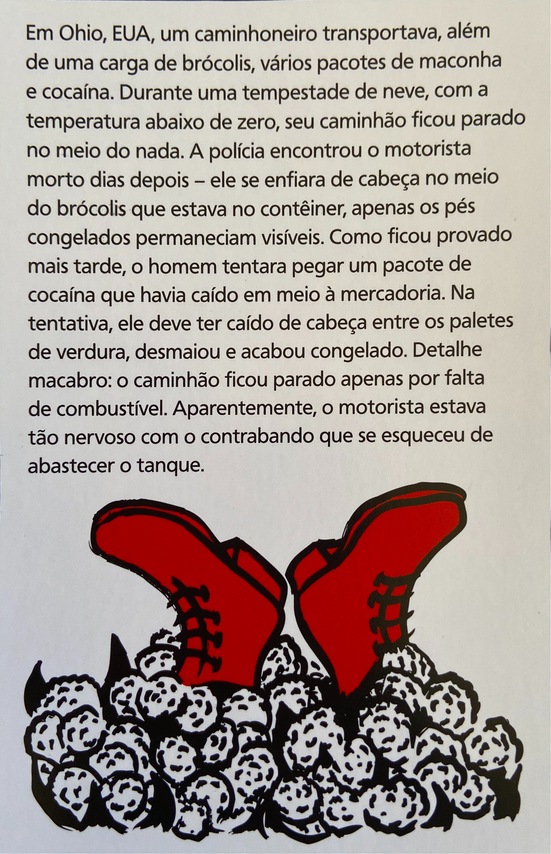 Em Ohio, EUA, um caminhoneiro transportava, além
de uma carga de brócolis, vários pacotes de maconha
e cocaína. Durante uma tempestade de neve, com a
temperatura abaixo de zero, seu caminhão ficou parado
no meio do nada. A polícia encontrou o motorista
morto dias depois – ele se enfiara de cabeça no meio
do brócolis que estava no contêiner, apenas os pés
congelados permaneciam visíveis. Como ficou provado
mais tarde, o homem tentara pegar um pacote de
cocaína que havia caído em meio à mercadoria. Na
tentativa, ele deve ter caído de cabeça entre os paletes
de verdura, desmaiou e acabou congelado. Detalhe
macabro: o caminhão ficou parado apenas por falta
de combustível. Aparentemente, o motorista estava
tão nervoso com o contrabando que se esqueceu de
abastecer o tanque.